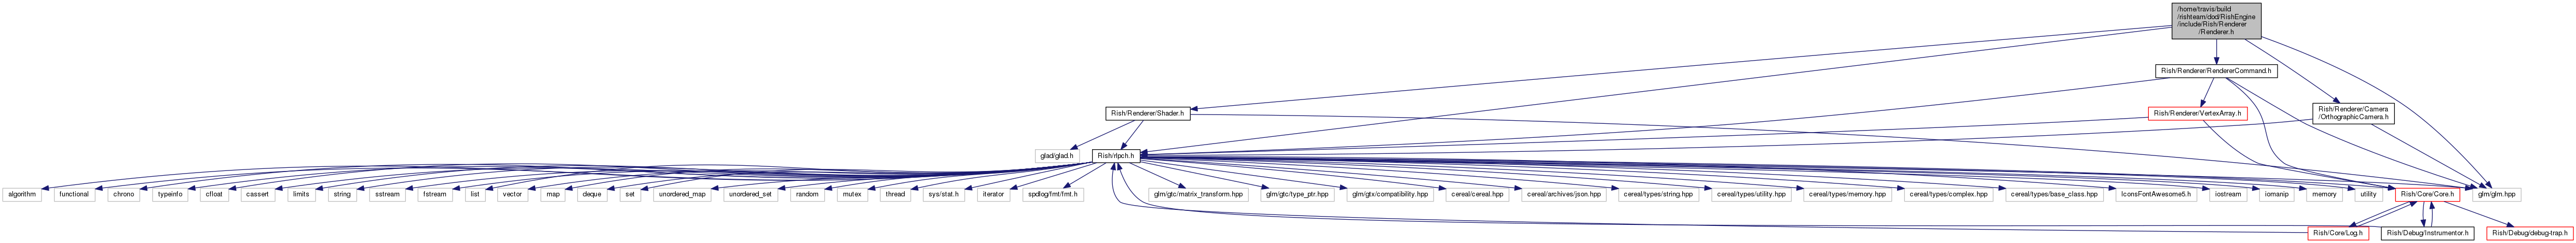 /home/travis/build
/rishteam/dod/RishEngine
/include/Rish/Renderer
/Renderer.h
Rish/Renderer/RendererCommand.h
Rish/Renderer/Shader.h
Rish/Renderer/VertexArray.h
Rish/Renderer/Camera
/OrthographicCamera.h
glad/glad.h
Rish/rlpch.h
algorithm
functional
chrono
typeinfo
cfloat
cassert
limits
string
sstream
fstream
list
vector
map
deque
set
unordered_map
unordered_set
random
mutex
thread
sys/stat.h
iterator
spdlog/fmt/fmt.h
glm/gtc/matrix_transform.hpp
glm/gtc/type_ptr.hpp
glm/gtx/compatibility.hpp
cereal/cereal.hpp
cereal/archives/json.hpp
cereal/types/string.hpp
cereal/types/utility.hpp
cereal/types/memory.hpp
cereal/types/complex.hpp
cereal/types/base_class.hpp
IconsFontAwesome5.h
iostream
iomanip
memory
utility
Rish/Core/Core.h
glm/glm.hpp
Rish/Core/Log.h
Rish/Debug/Instrumentor.h
Rish/Debug/debug-trap.h